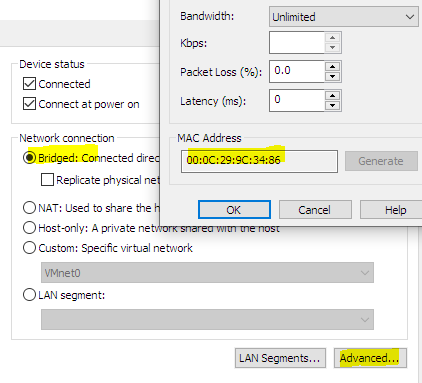 Bandwidth: Unlimited
Kbps:
Packet Loss (%): 0.0
Latency (ms): 0
MAC Address
00:0C:29:9C:34:86 Generate
OK Cancel Help
Device status
Connected
Connect at power on
Network connection
Bridged: Connected direc
Replicate physical net
NAT: Used to share the h
Host-only: A private network shared with the host
Custom: Specific virtual network
VMnet0
LAN segment:
LAN Segments... Advanced...